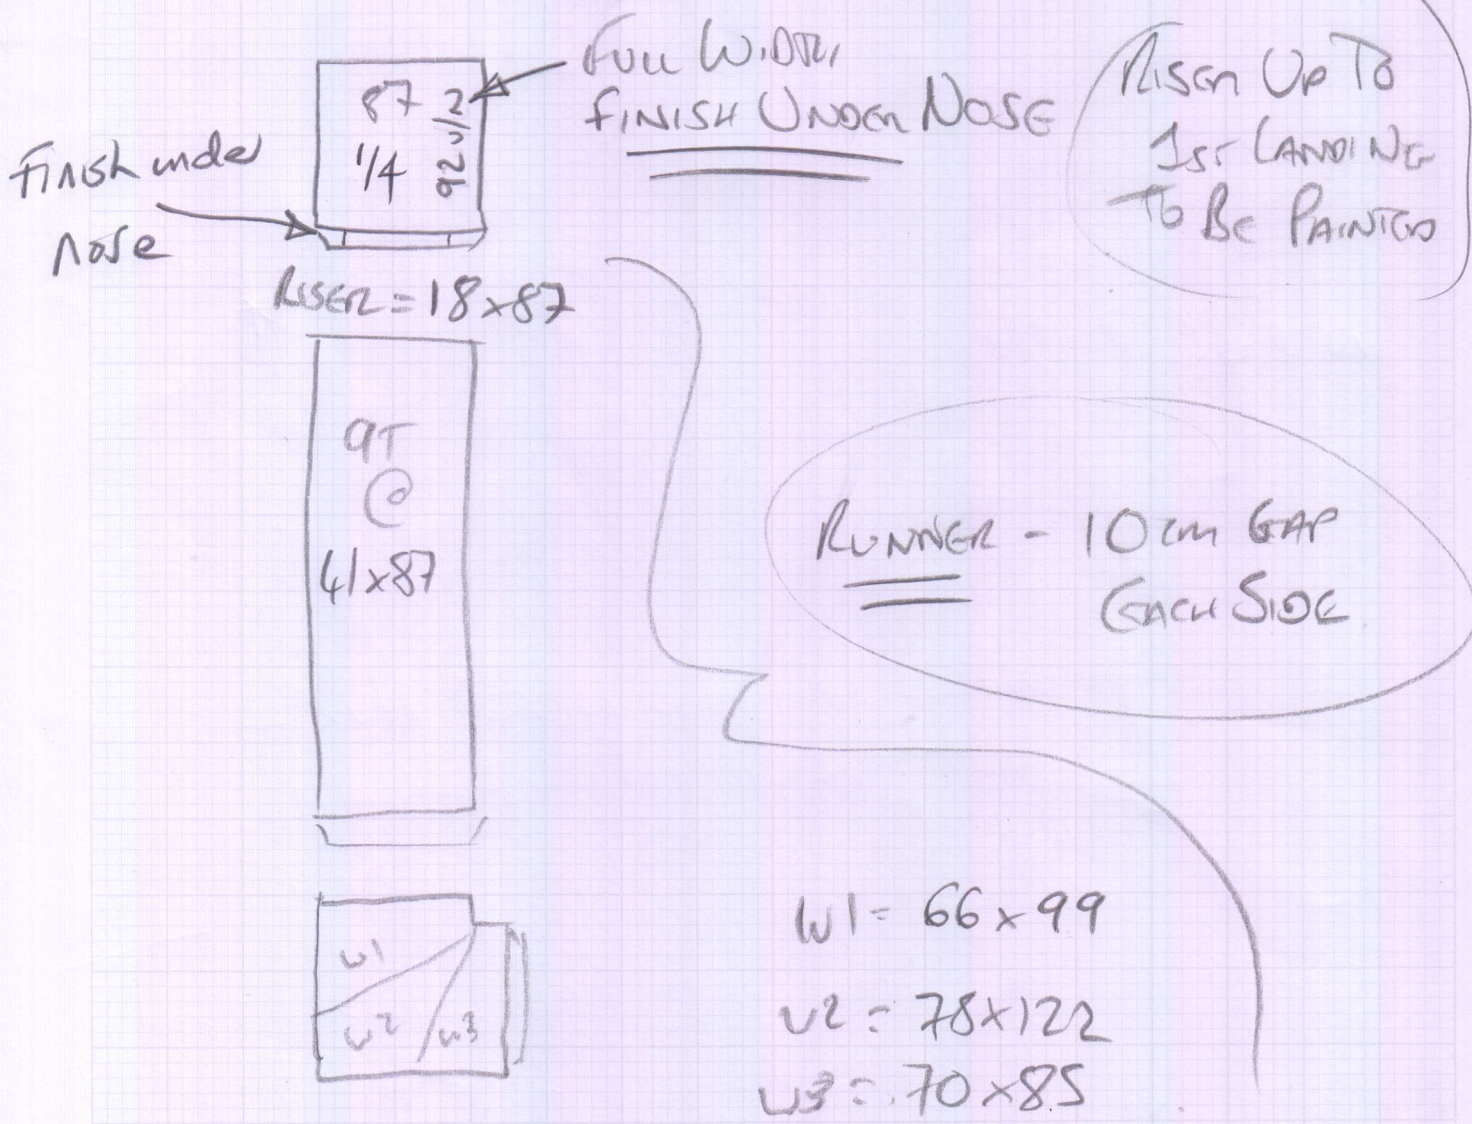 FULL WIDTH
FINISH UNDER NOSE
RISER UP TO
1ST LANDING
TO BE PAINTED
87
1/4
92 1/2
Finish under
nose
RISER = 18x87
9T
@
41x87
RUNNER - 10cm GAP
EACH SIDE
W1
W2
W3
W1 = 66x99
W2 = 78x122
W3 = 70x85